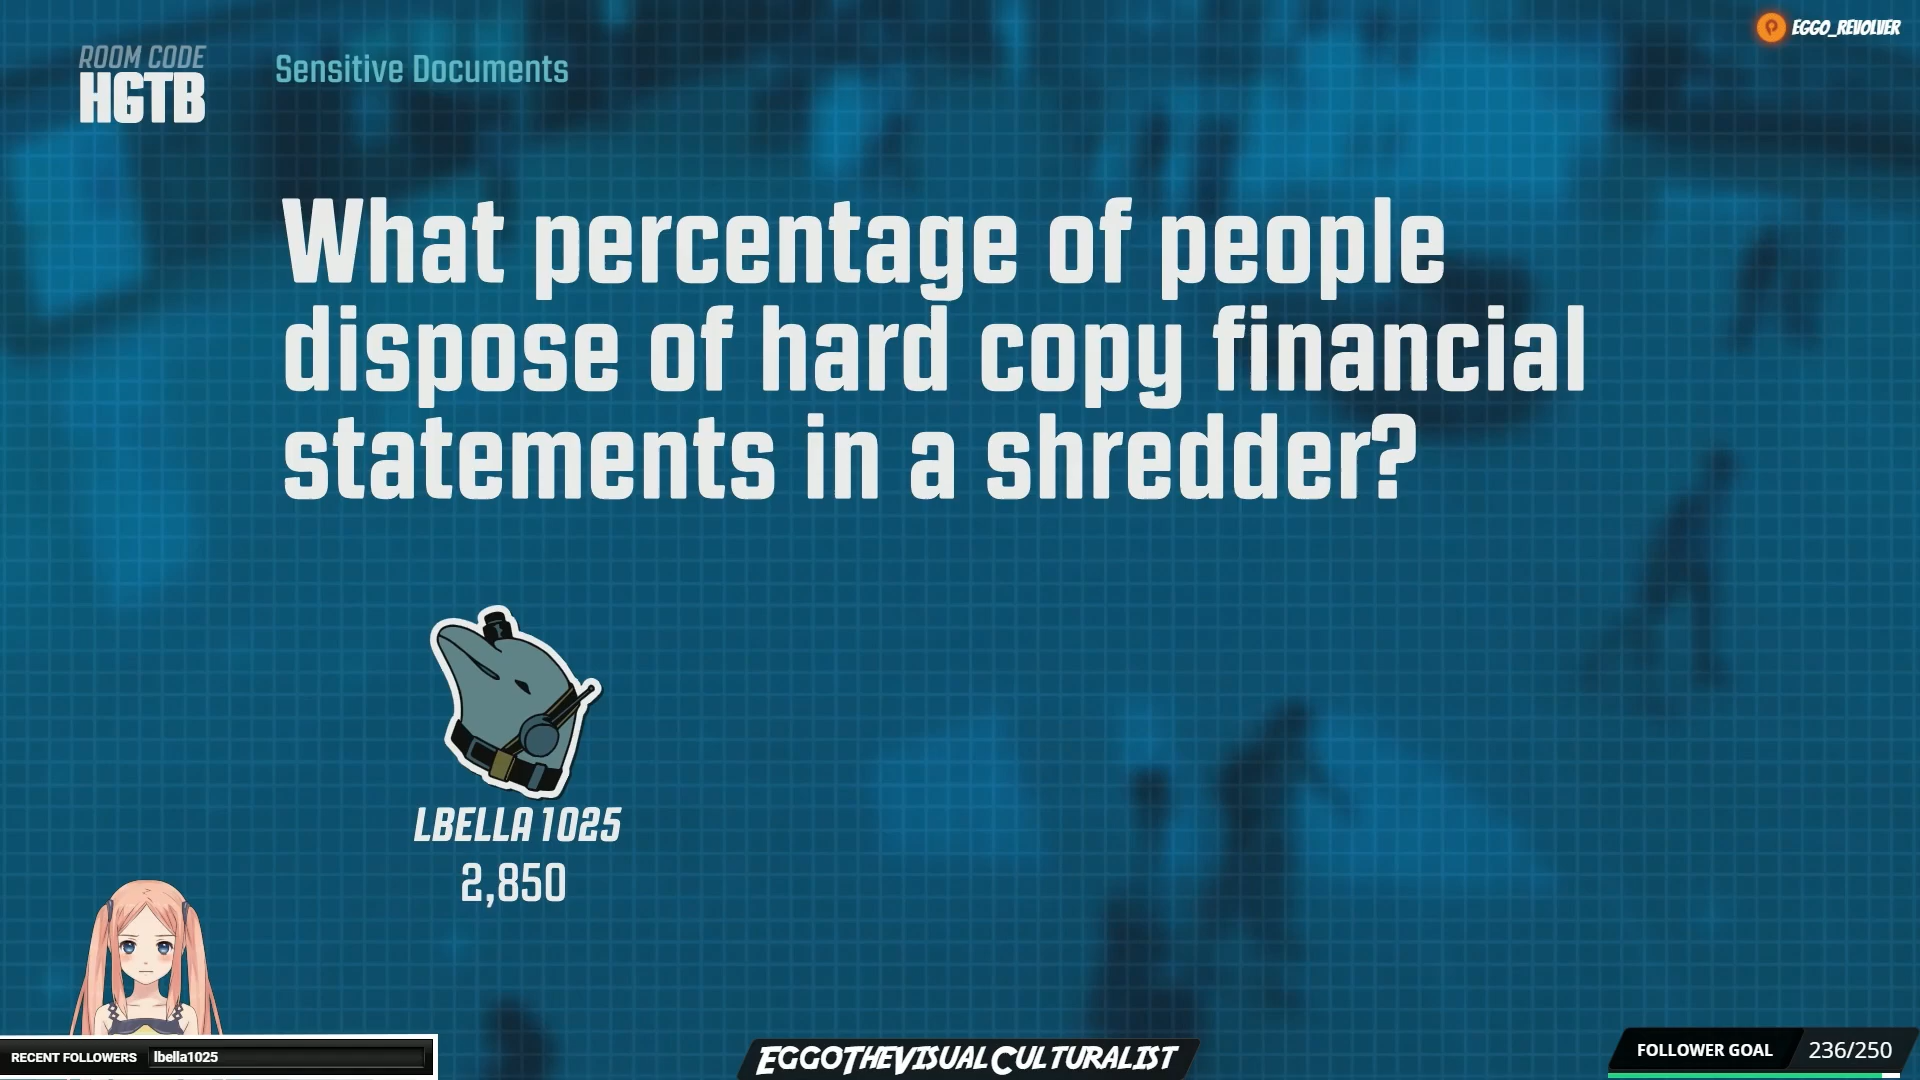 ROOM CODE
HGTB
Sensitive Documents
EGGO_REVOLVER
What percentage of people
dispose of hard copy financial
statements in a shredder?
LBELLA 1025
2,850
RECENT FOLLOWERS lbella1025
EGGOTHEVISUALCULTURALIST
FOLLOWER GOAL 236/250